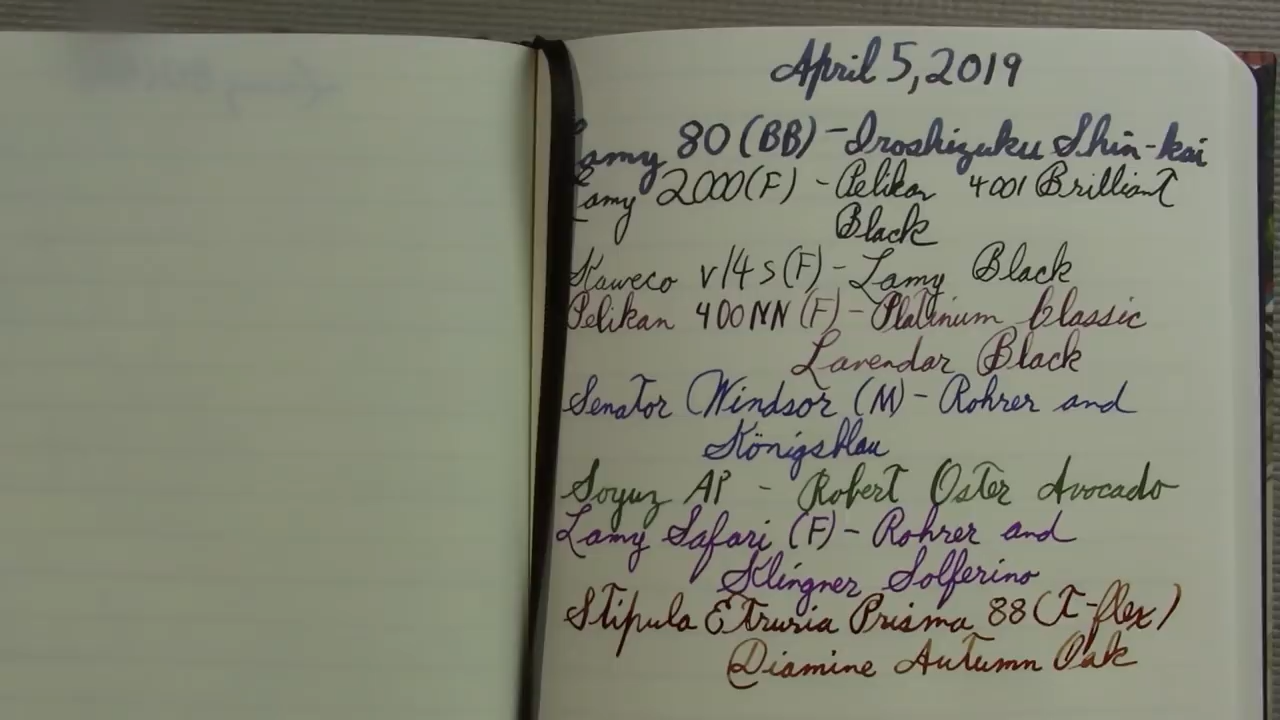 April 5, 2019
Lamy 80 (BB) - Iroshizuku Shin-kai
Lamy 2000 (F) - Pelikan 4001 Brilliant
Black
Kaweco V14 S (F) - Lamy Black
Pelikan 400NN (F) - Platinum Classic
Lavendar Black
Senator Windsor (M) - Rohrer and
Königsblau
Soyuz AP - Robert Oster Avocado
Lamy Safari (F) - Rohrer and
Klingner Solferino
Stipula Etruria Prisma 88 (T-flex)
Diamine Autumn Oak